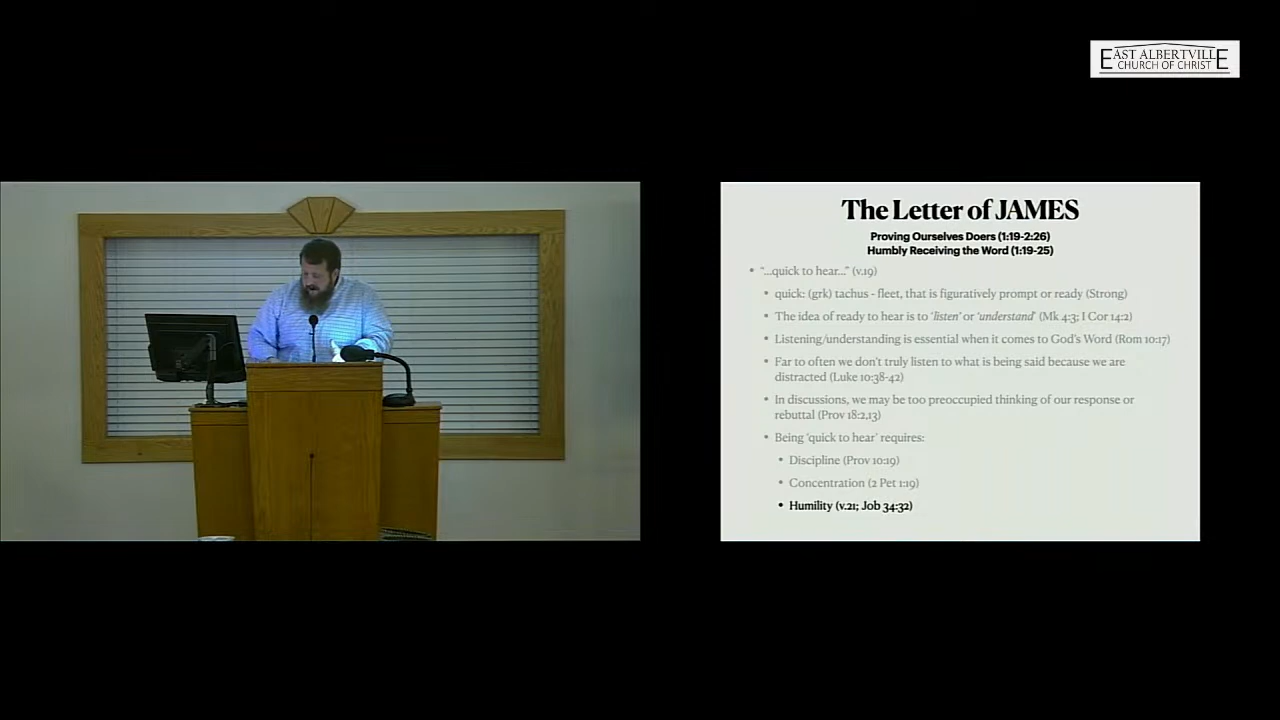 EAST ALBERTVILLE
CHURCH OF CHRIST
The Letter of JAMES
Proving Ourselves Doers (1:19-2:26)
Humbly Receiving the Word (1:19-25)
• "...quick to hear..." (v.19)
• quick: (grk) tachus - fleet, that is figuratively prompt or ready (Strong)
• The idea of ready to hear is to 'listen' or 'understand' (Mk 4:3; I Cor 14:2)
• Listening/understanding is essential when it comes to God's Word (Rom 10:17)
• Far to often we don't truly listen to what is being said because we are
distracted (Luke 10:38-42)
• In discussions, we may be too preoccupied thinking of our response or
rebuttal (Prov 18:2,13)
• Being 'quick to hear' requires:
• Discipline (Prov 10:19)
• Concentration (2 Pet 1:19)
• Humility (v.21; Job 34:32)